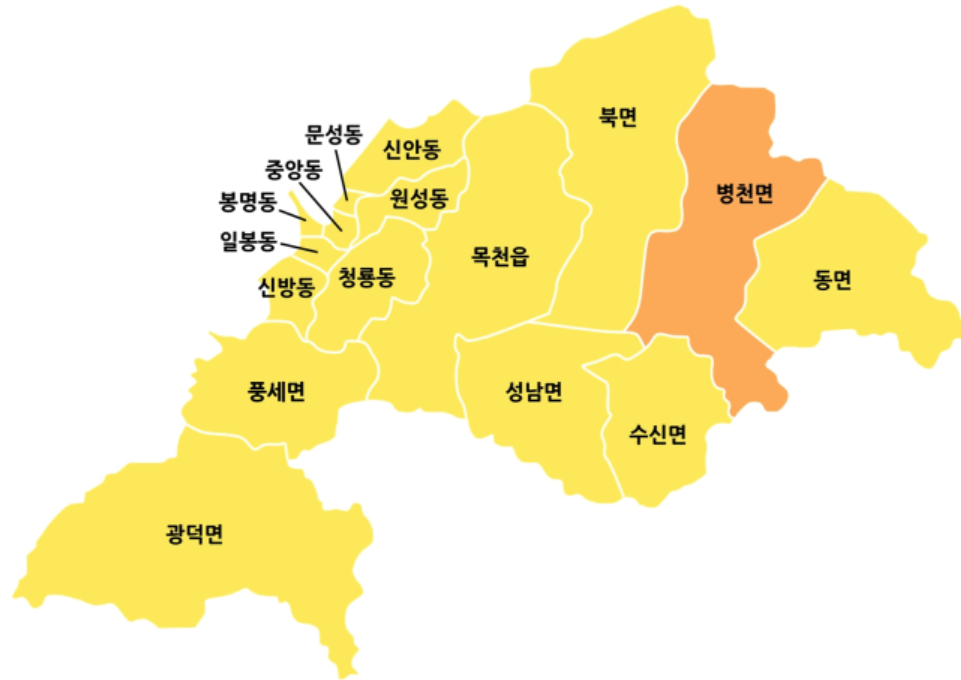 북면
문성동
신안동
중앙동
병천면
봉명동
원성동
일봉동
목천읍
신방동
청룡동
동면
풍세면
성남면
수신면
광덕면